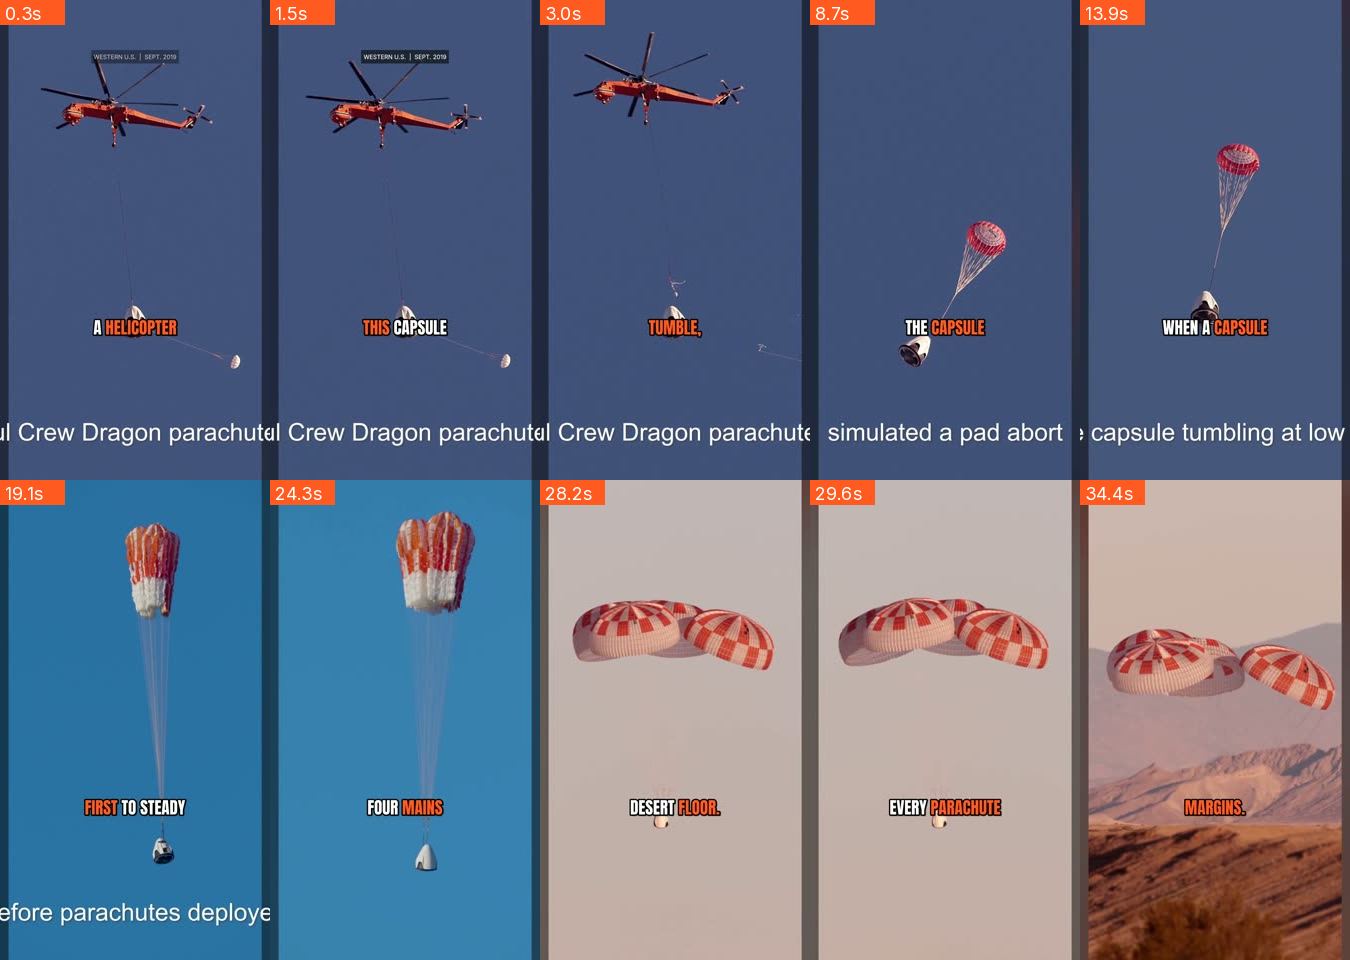 0.3s
1.5s
3.0s
8.7s
13.9s
WESTERN U.S. | SEPT. 2019
WESTERN U.S. | SEPT. 2019
A HELICOPTER
THIS CAPSULE
TUMBLE,
THE CAPSULE
WHEN A CAPSULE
l Crew Dragon parachute
l Crew Dragon parachute
l Crew Dragon parachute
simulated a pad abort
capsule tumbling at low
19.1s
24.3s
28.2s
29.6s
34.4s
FIRST TO STEADY
FOUR MAINS
DESERT FLOOR.
EVERY PARACHUTE
MARGINS.
efore parachutes deploye